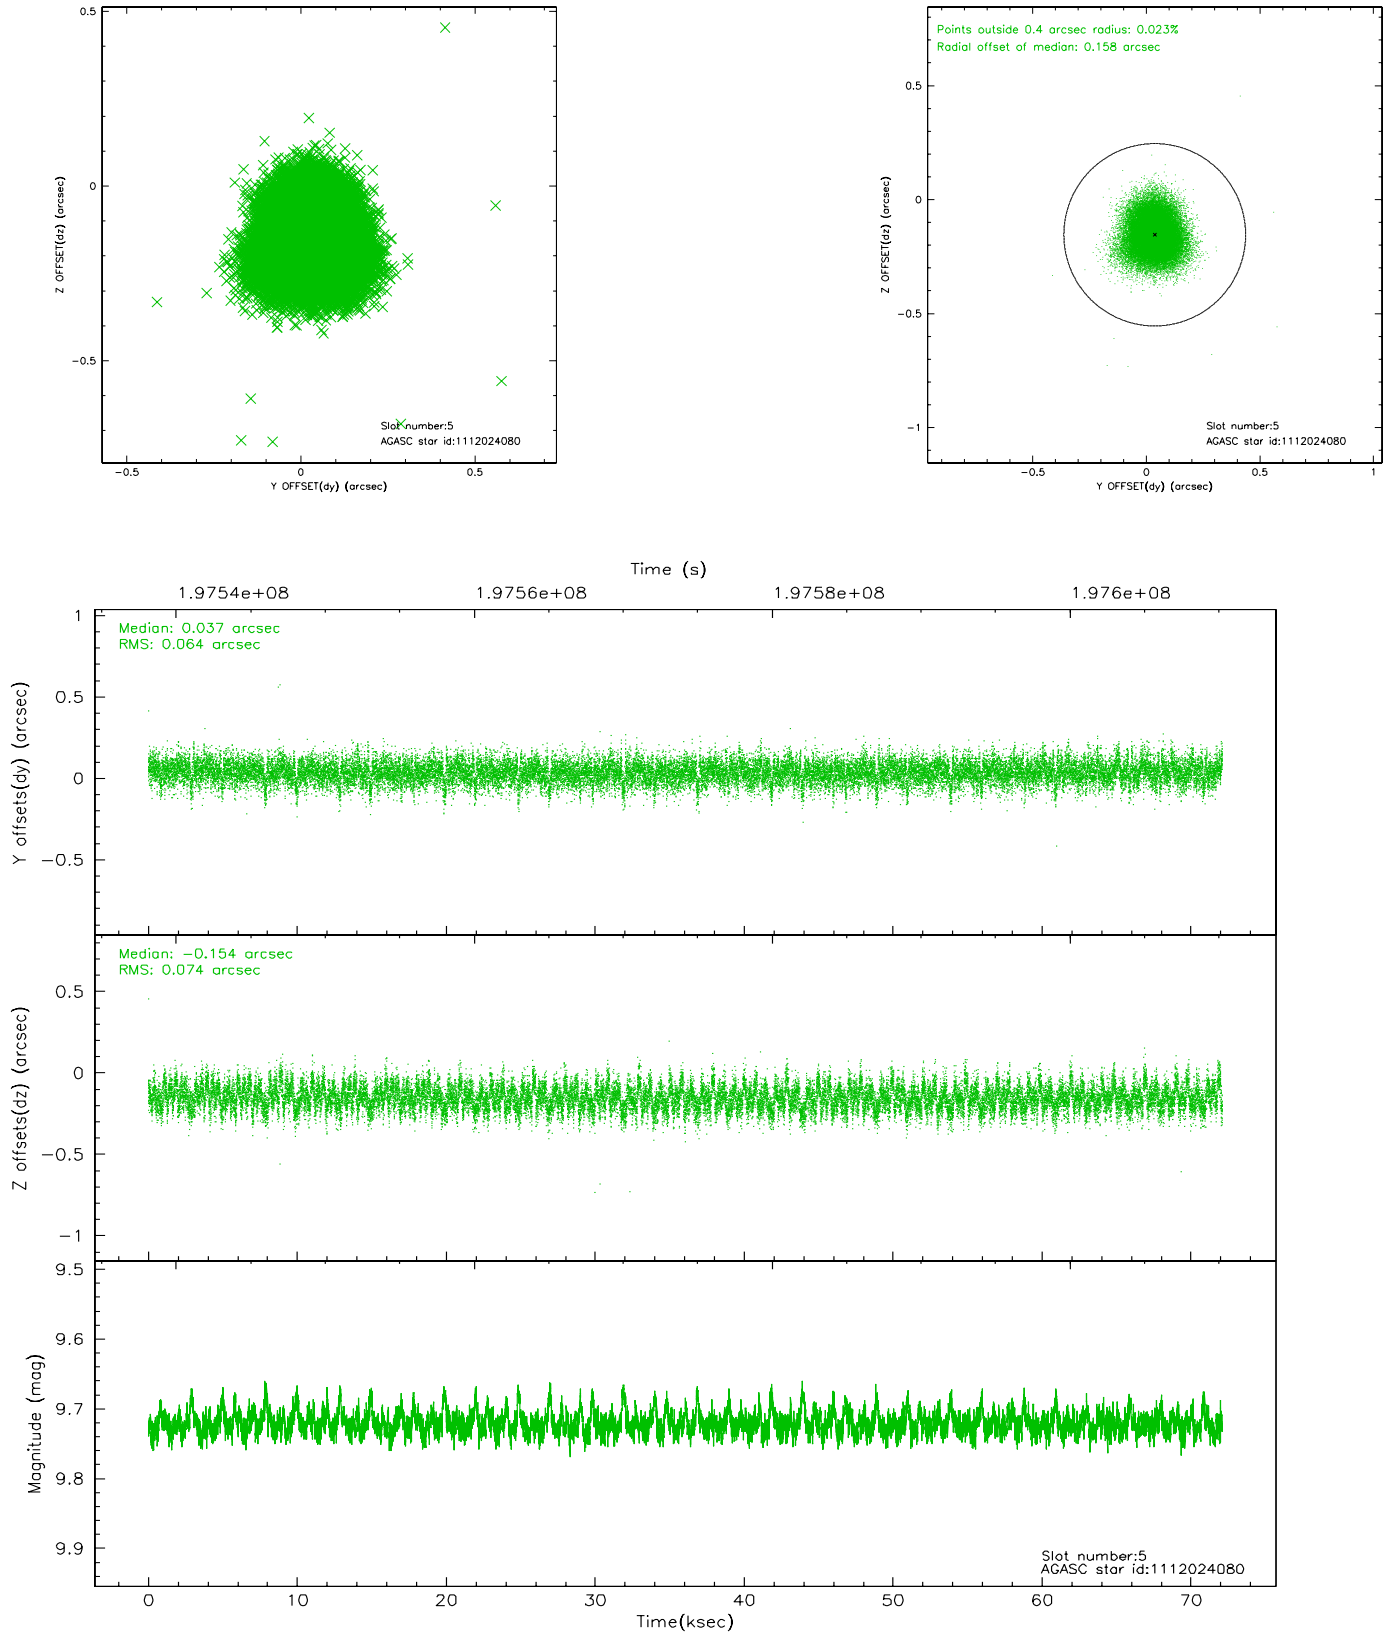 0.5
0
−0.5
−0.5
0
0.5
Z OFFSET(dz) (arcsec)
Y OFFSET(dy) (arcsec)
Slot number:5
AGASC star id:1112024080
Points outside 0.4 arcsec radius: 0.023%
Radial offset of median: 0.158 arcsec
0.5
0
−0.5
−1
−0.5
0
0.5
1
Z OFFSET(dz) (arcsec)
Y OFFSET(dy) (arcsec)
Slot number:5
AGASC star id:1112024080
Time (s)
1.9754e+08
1.9756e+08
1.9758e+08
1.976e+08
Median: 0.037 arcsec
RMS: 0.064 arcsec
1
0.5
0
−0.5
Y offsets(dy) (arcsec)
Median: −0.154 arcsec
RMS: 0.074 arcsec
0.5
0
−0.5
−1
Z offsets(dz) (arcsec)
9.5
9.6
9.7
9.8
9.9
Magnitude (mag)
Slot number:5
AGASC star id:1112024080
0
10
20
30
40
50
60
70
Time(ksec)